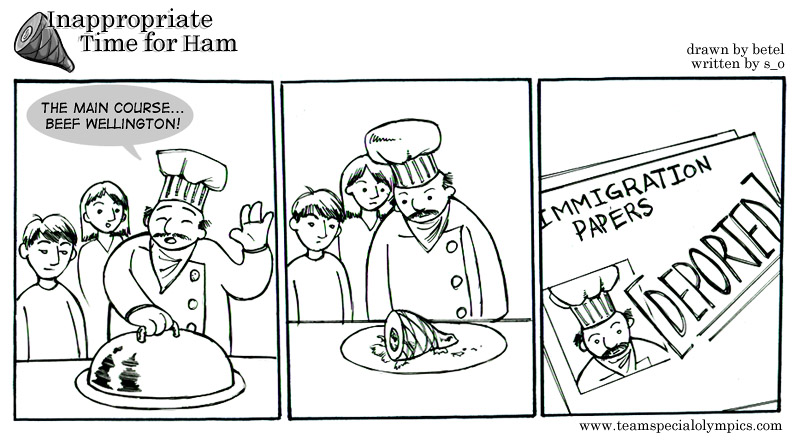 Inappropriate
Time for Ham
drawn by betel
written by s_o
THE MAIN COURSE...
BEEF WELLINGTON!
IMMIGRATION
PAPERS
DEPORTED
www.teamspecialolympics.com